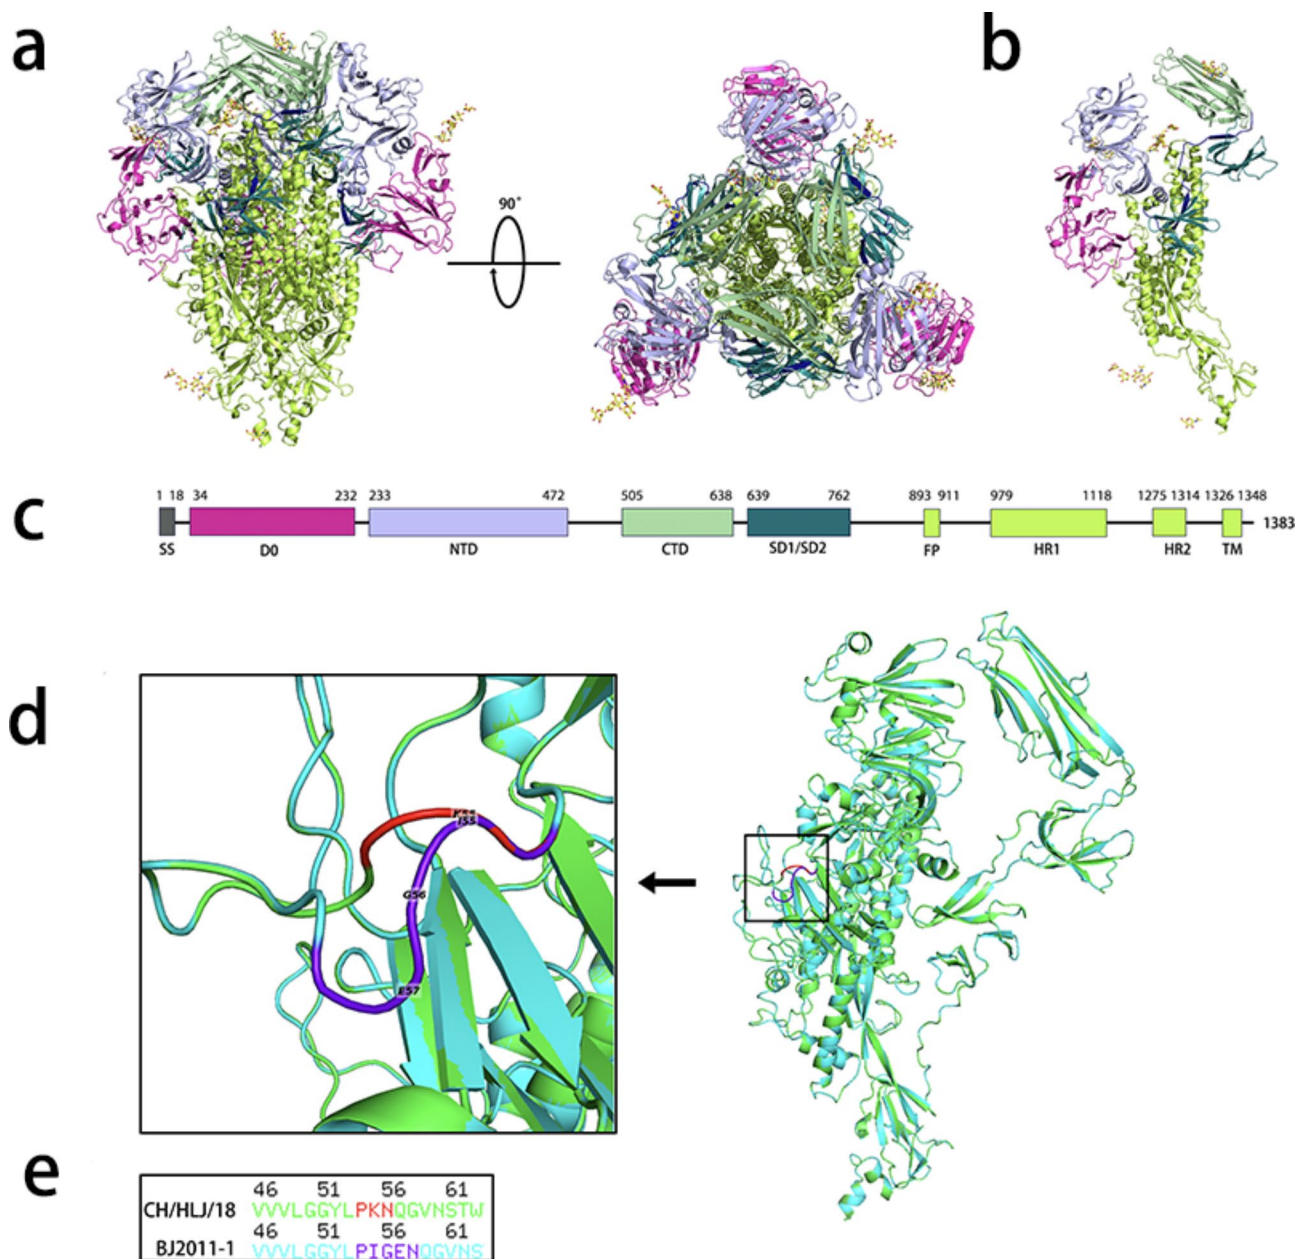 a
b
90°
c
1 18 34 232 233 472 505 638 639 762 893 911 979 1118 1275 1314 1326 1348
1383
SS D0 NTD CTD SD1/SD2 FP HR1 HR2 TM
d
I55
G56
E57
e
46 51 56 61
CH/HLJ/18 VVVLGGYLPKNQGVNSTW
46 51 56 61
BJ2011-1 VVVLGGYLPIGENQGVNS